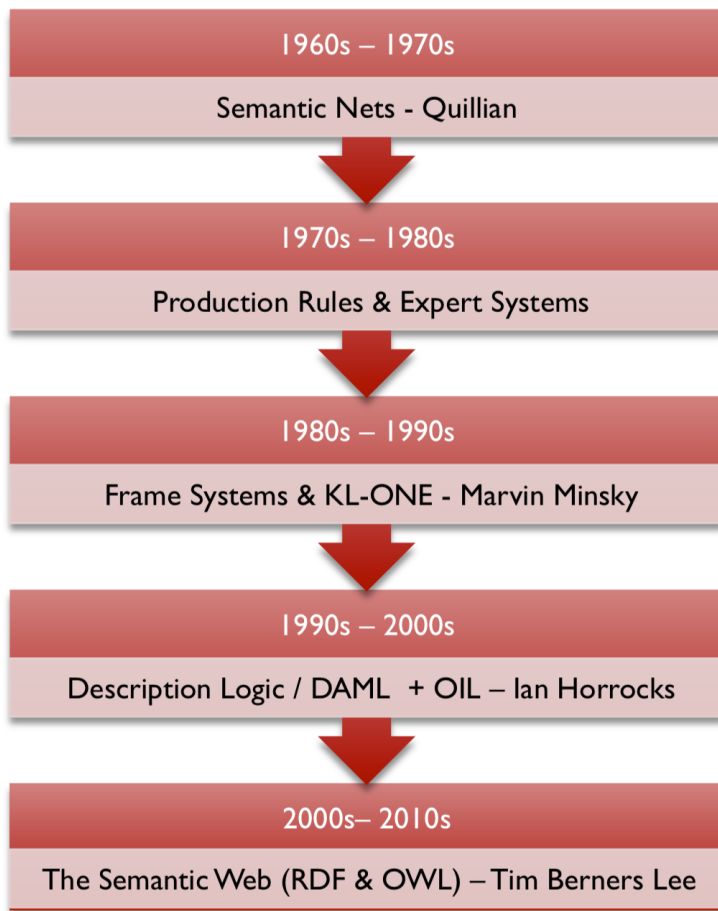 1960s – 1970s
Semantic Nets - Quillian
1970s – 1980s
Production Rules & Expert Systems
1980s – 1990s
Frame Systems & KL-ONE - Marvin Minsky
1990s – 2000s
Description Logic / DAML + OIL – Ian Horrocks
2000s– 2010s
The Semantic Web (RDF & OWL) – Tim Berners Lee